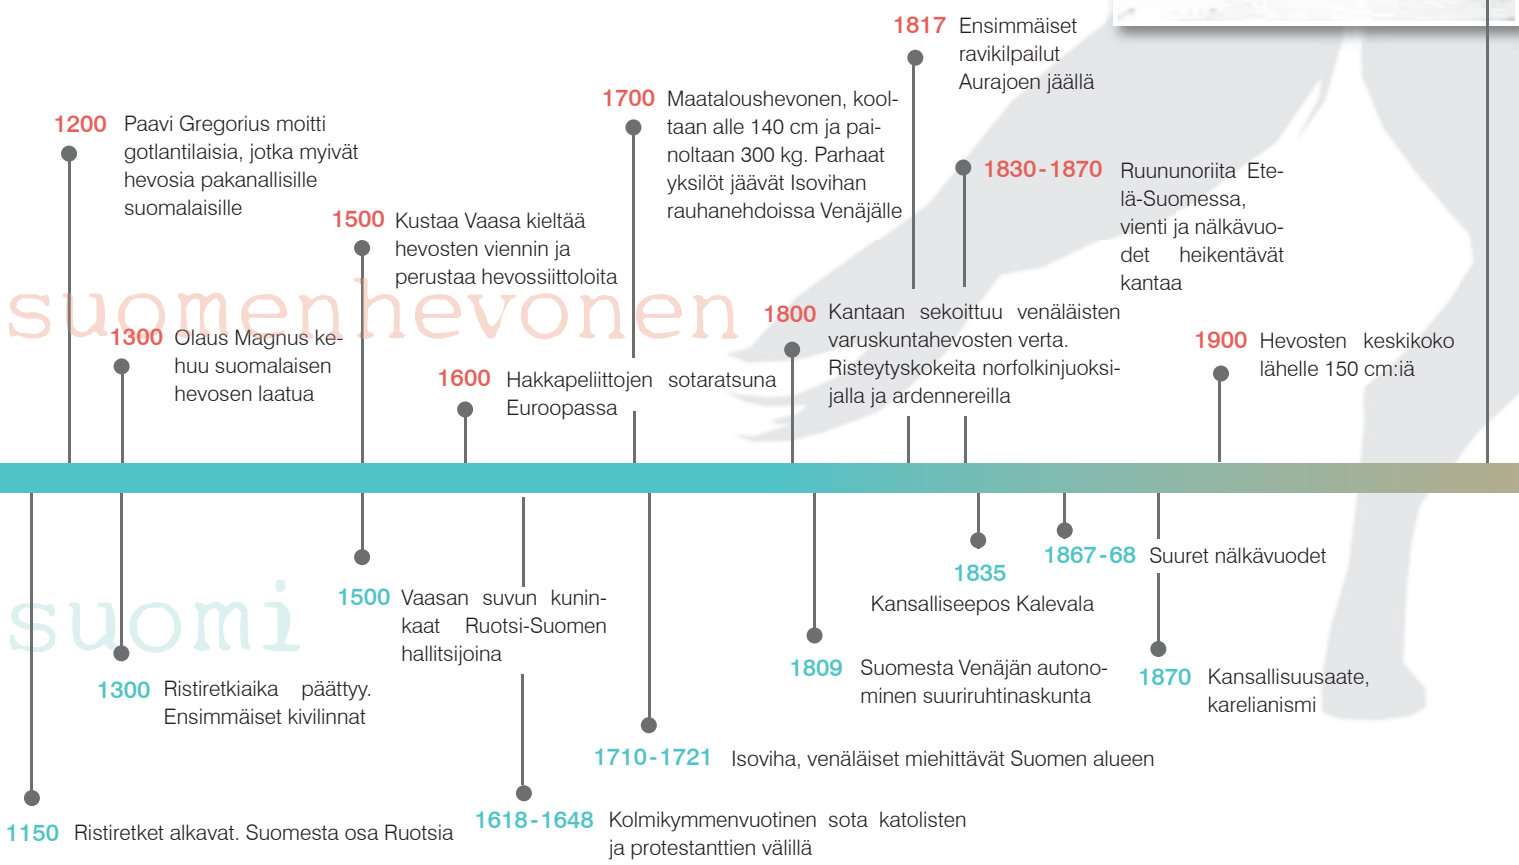 1817 Ensimmäiset
ravikilpailut
Aurajoen jäällä
1200 Paavi Gregorius moitti
gotlantilaisia, jotka myivät
hevosia pakanallisille
suomalaisille
1700 Maataloushevonen, kool-
taan alle 140 cm ja pai-
noltaan 300 kg. Parhaat
yksilöt jäävät Isovihan
rauhanehdoissa Venäjälle
1830-1870 Ruununoriita Ete-
lä-Suomessa,
vienti ja nälkävuo-
det heikentävät
kantaa
1500 Kustaa Vaasa kieltää
hevosten viennin ja
perustaa hevossiittoloita
suomenhevonen
1300 Olaus Magnus ke-
huu suomalaisen
hevosen laatua
1600 Hakkapeliittojen sotaratsuna
Euroopassa
1800 Kantaan sekoittuu venäläisten
varuskuntahevosten verta.
Risteytyskokeita norfolkinjuoksi-
jalla ja ardennereilla
1900 Hevosten keskikoko
lähelle 150 cm:iä
suomi
1500 Vaasan suvun kunin-
kaat Ruotsi-Suomen
hallitsijoina
1835
Kansalliseepos Kalevala
1867-68 Suuret nälkävuodet
1300 Ristiretkiaika päättyy.
Ensimmäiset kivilinnat
1809 Suomesta Venäjän autono-
minen suuriruhtinaskunta
1870 Kansallisuusaate,
karelianismi
1710-1721 Isoviha, venäläiset miehittävät Suomen alueen
1150 Ristiretket alkavat. Suomesta osa Ruotsia
1618-1648 Kolmikymmenvuotinen sota katolisten
ja protestanttien välillä